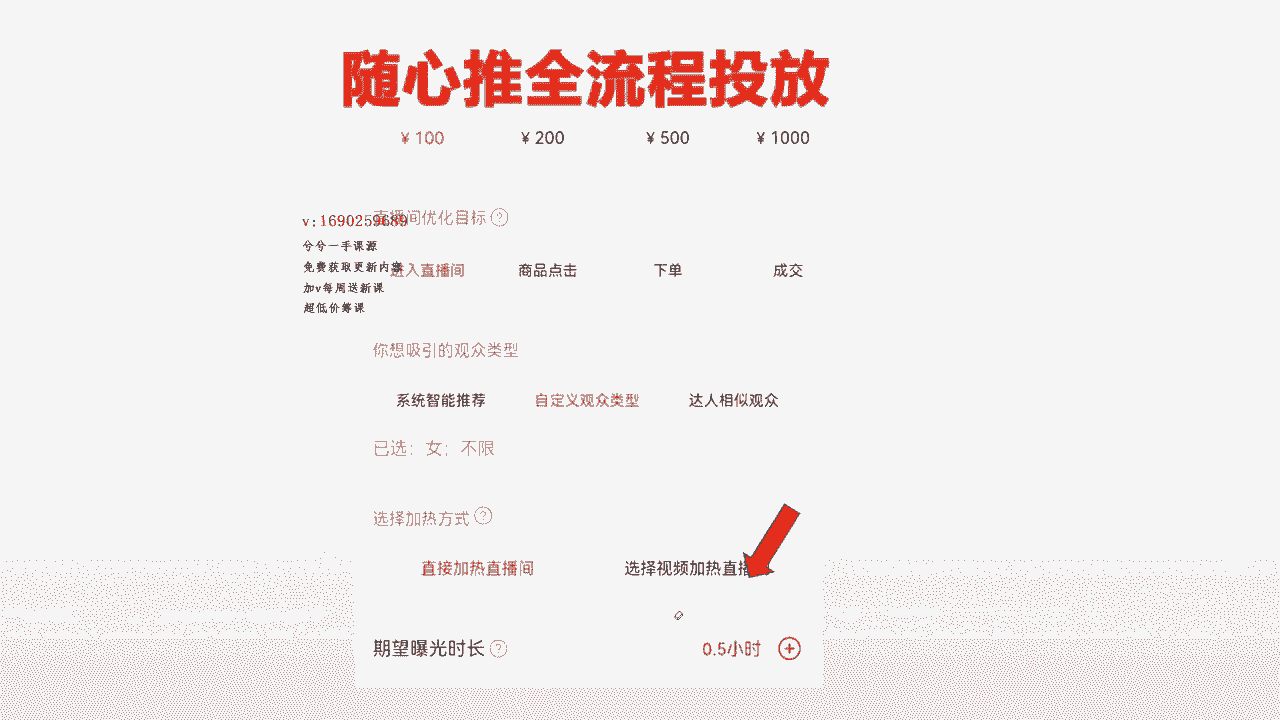 随心推全流程投放
¥ 100 ¥ 200 ¥ 500 ¥ 1000
直播间优化目标 ?
v:1690259689
兮兮一手课源
免费获取更新内容
进入直播间 商品点击 下单 成交
加v每周送新课
超低价筹课
你想吸引的观众类型
系统智能推荐 自定义观众类型 达人相似观众
已选: 女; 不限
选择加热方式 ?
直接加热直播间 选择视频加热直播
期望曝光时长 ? 0.5小时 +